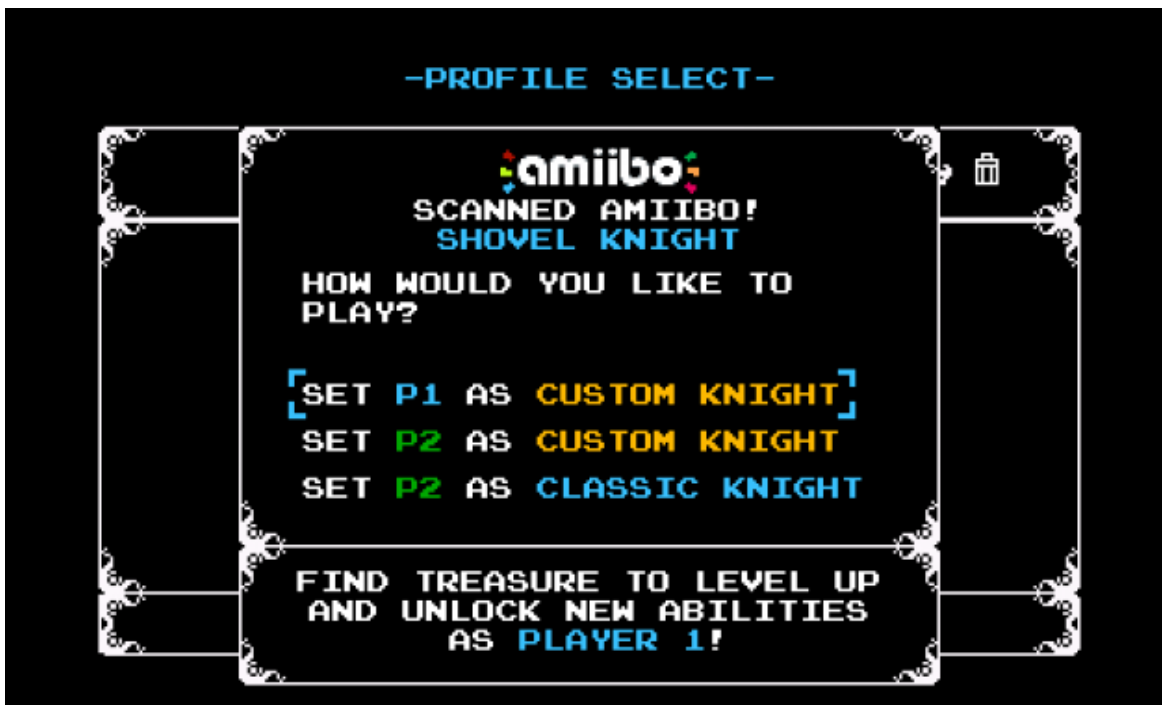 -PROFILE SELECT-
amiibo
SCANNED AMIIBO!
SHOVEL KNIGHT
HOW WOULD YOU LIKE TO
PLAY?
SET P1 AS CUSTOM KNIGHT
SET P2 AS CUSTOM KNIGHT
SET P2 AS CLASSIC KNIGHT
FIND TREASURE TO LEVEL UP
AND UNLOCK NEW ABILITIES
AS PLAYER 1!